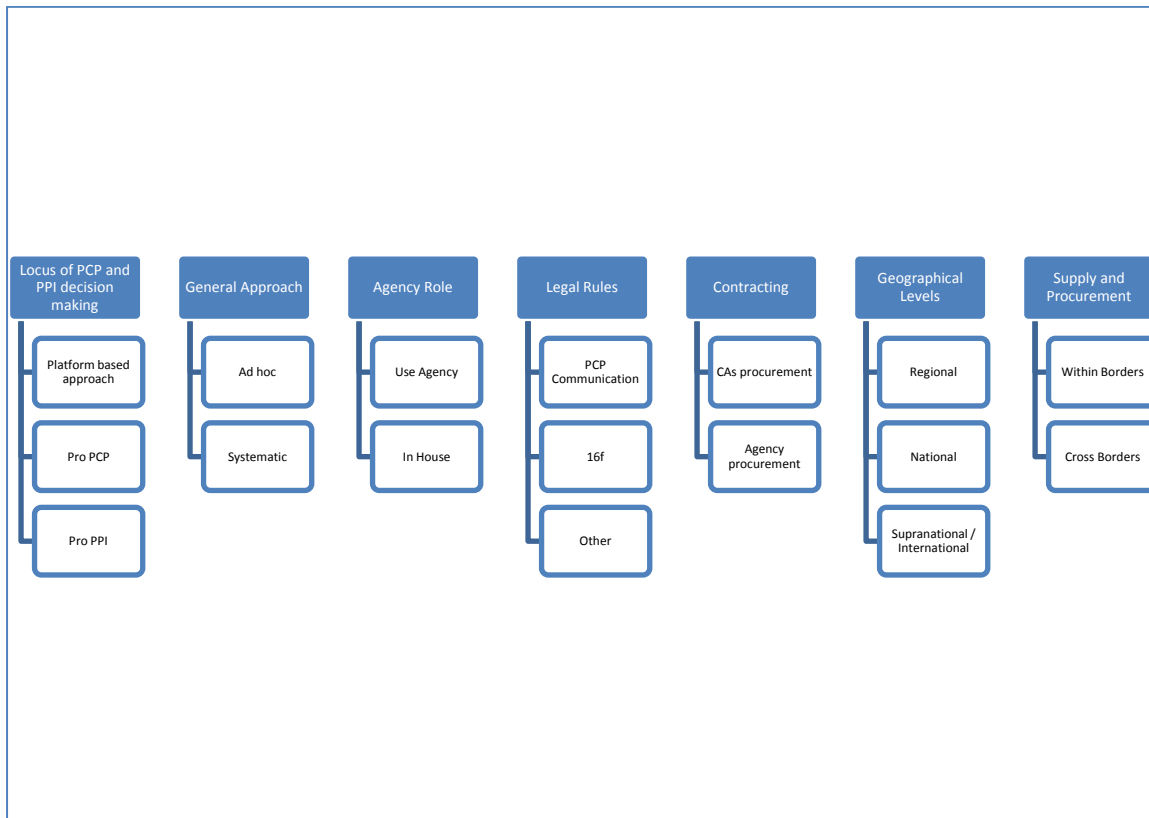 Locus of PCP and
PPI decision
making
Platform based
approach
Pro PCP
Pro PPI
General Approach
Ad hoc
Systematic
Agency Role
Use Agency
In House
Legal Rules
PCP
Communication
16f
Other
Contracting
CAs procurement
Agency
procurement
Geographical
Levels
Regional
National
Supranational /
International
Supply and
Procurement
Within Borders
Cross Borders